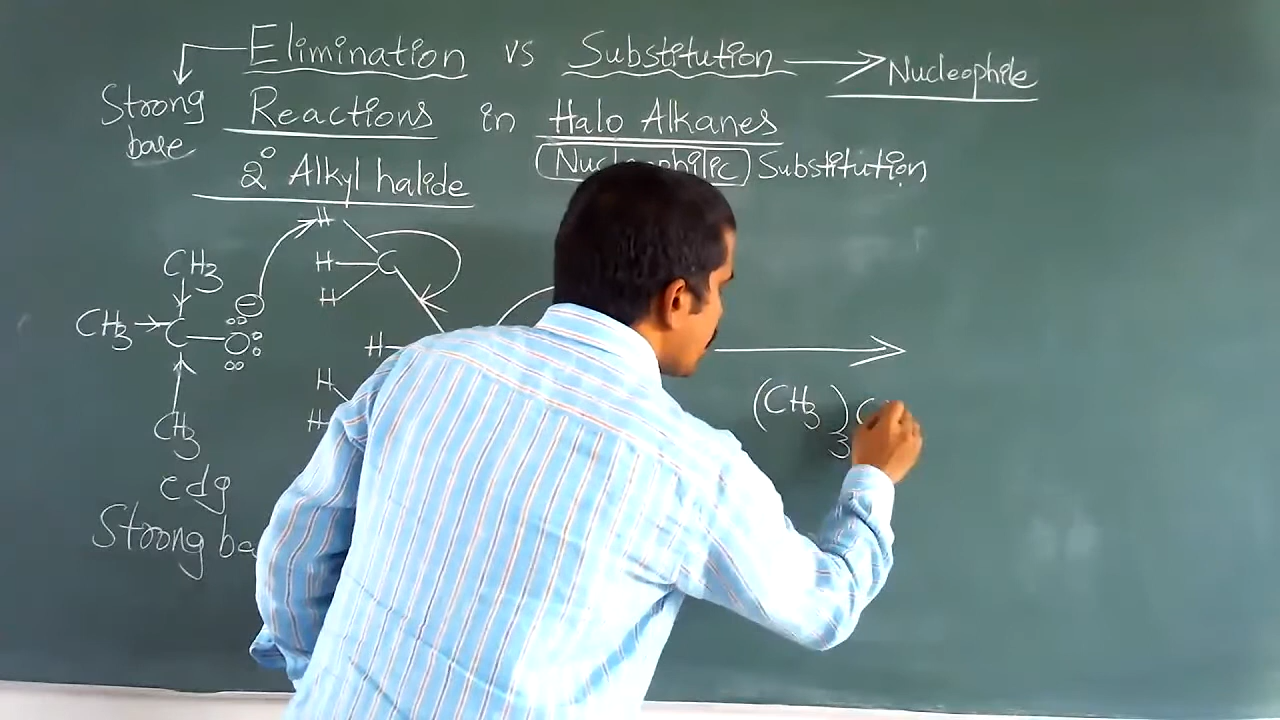 Elimination vs Substitution → Nucleophile
Strong base
Reactions in Halo Alkanes
2° Alkyl halide
Nucleophilic Substitution
H
CH3
H C
H
⊖
CH3 → C — O
H
H
H
CH3
(CH3)3 C
edg
Strong